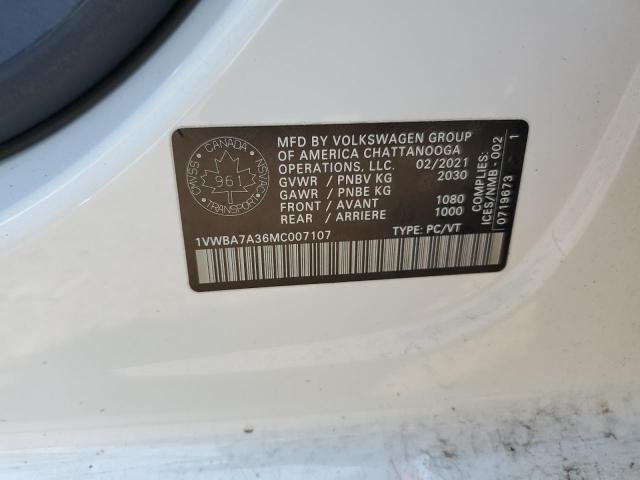 MFD BY VOLKSWAGEN GROUP
OF AMERICA CHATTANOOGA
OPERATIONS, LLC. 02/2021
GVWR / PNBV KG 2030
GAWR / PNBE KG
FRONT / AVANT 1080
REAR / ARRIERE 1000
1VWBA7A36MC007107 TYPE: PC/VT
CANADA
CMVSS
961
NSVAC
TRANSPORT
COMPLIES:
ICES/NMB-002
0719673 1